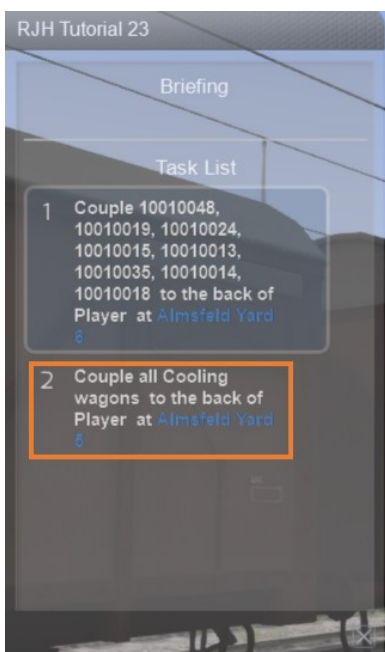 RJH Tutorial 23
Briefing
Task List
1 Couple 10010048,
10010019, 10010024,
10010015, 10010013,
10010035, 10010014,
10010018 to the back of
Player at Almsfeld Yard
6
2 Couple all Cooling
wagons to the back of
Player at Almsfeld Yard
5